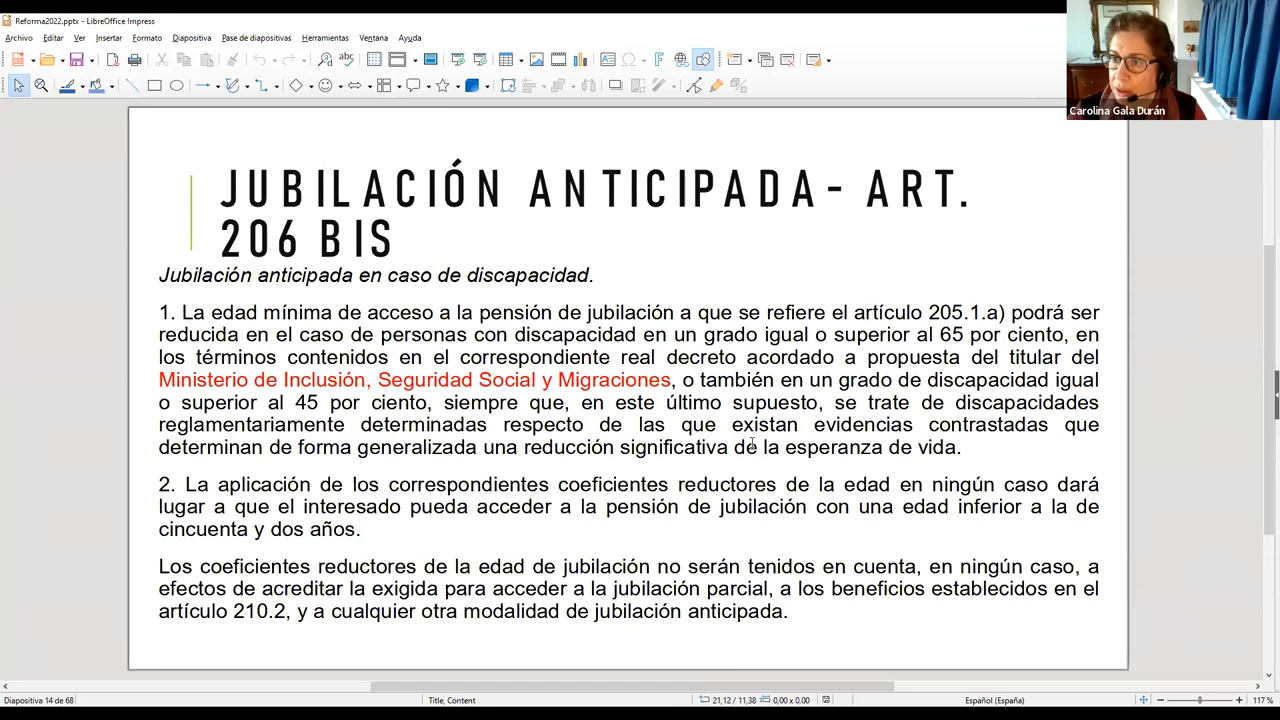 Reforma2022.pptx - LibreOffice Impress
Archivo Editar Ver Insertar Formato Diapositiva Pase de diapositivas Herramientas Ventana Ayuda
Carolina Gala Durán
JUBILACIÓN ANTICIPADA- ART.
206 BIS
Jubilación anticipada en caso de discapacidad.
1. La edad mínima de acceso a la pensión de jubilación a que se refiere el artículo 205.1.a) podrá ser
reducida en el caso de personas con discapacidad en un grado igual o superior al 65 por ciento, en
los términos contenidos en el correspondiente real decreto acordado a propuesta del titular del
Ministerio de Inclusión, Seguridad Social y Migraciones, o también en un grado de discapacidad igual
o superior al 45 por ciento, siempre que, en este último supuesto, se trate de discapacidades
reglamentariamente determinadas respecto de las que existan evidencias contrastadas que
determinan de forma generalizada una reducción significativa de la esperanza de vida.
2. La aplicación de los correspondientes coeficientes reductores de la edad en ningún caso dará
lugar a que el interesado pueda acceder a la pensión de jubilación con una edad inferior a la de
cincuenta y dos años.
Los coeficientes reductores de la edad de jubilación no serán tenidos en cuenta, en ningún caso, a
efectos de acreditar la exigida para acceder a la jubilación parcial, a los beneficios establecidos en el
artículo 210.2, y a cualquier otra modalidad de jubilación anticipada.
Diapositiva 14 de 68 Title, Content 21,12 / 11,38 0,00 x 0,00 Español (España) 117 %